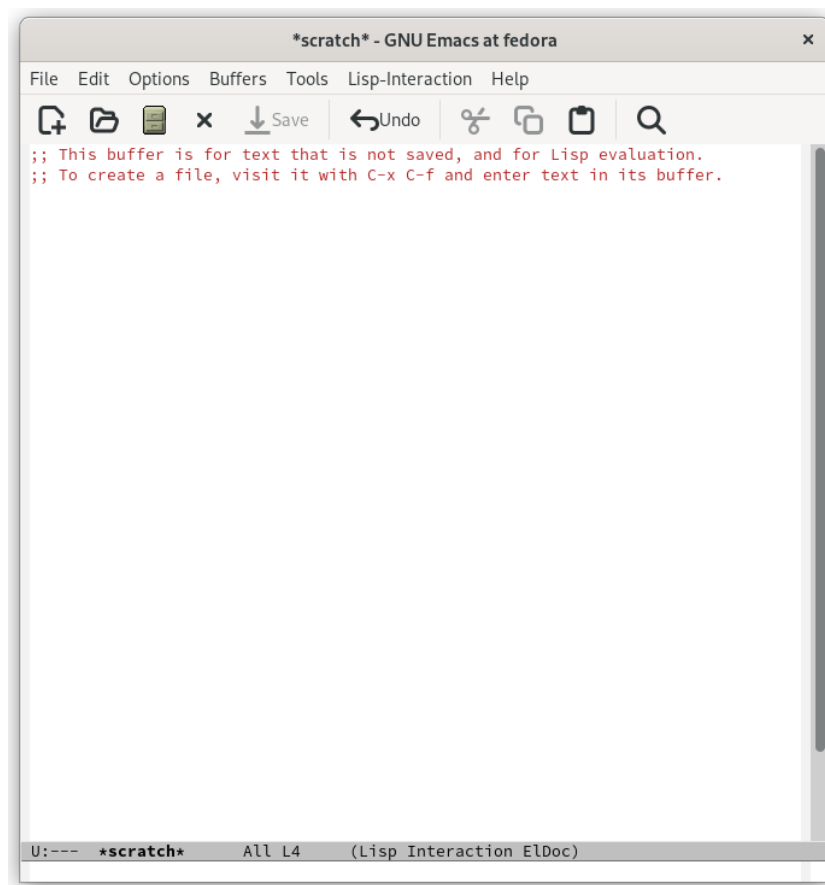 *scratch* - GNU Emacs at fedora ×
File Edit Options Buffers Tools Lisp-Interaction Help
Save Undo
;; This buffer is for text that is not saved, and for Lisp evaluation.
;; To create a file, visit it with C-x C-f and enter text in its buffer.
U:--- *scratch* All L4 (Lisp Interaction ElDoc)